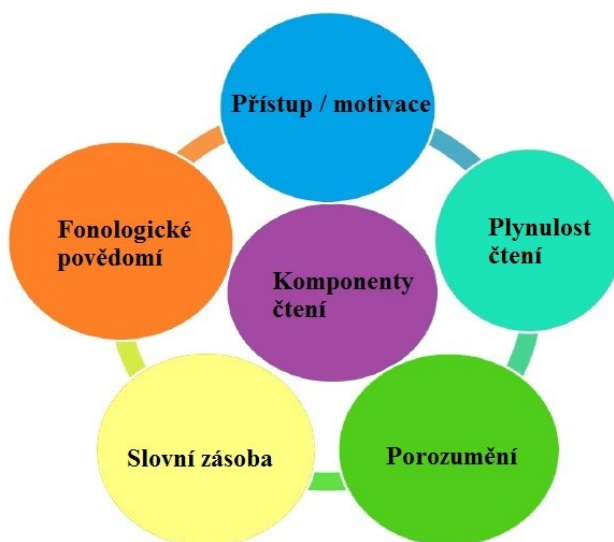 Přístup / motivace
Fonologické
povědomí
Plynulost
čtení
Komponenty
čtení
Slovní zásoba
Porozumění